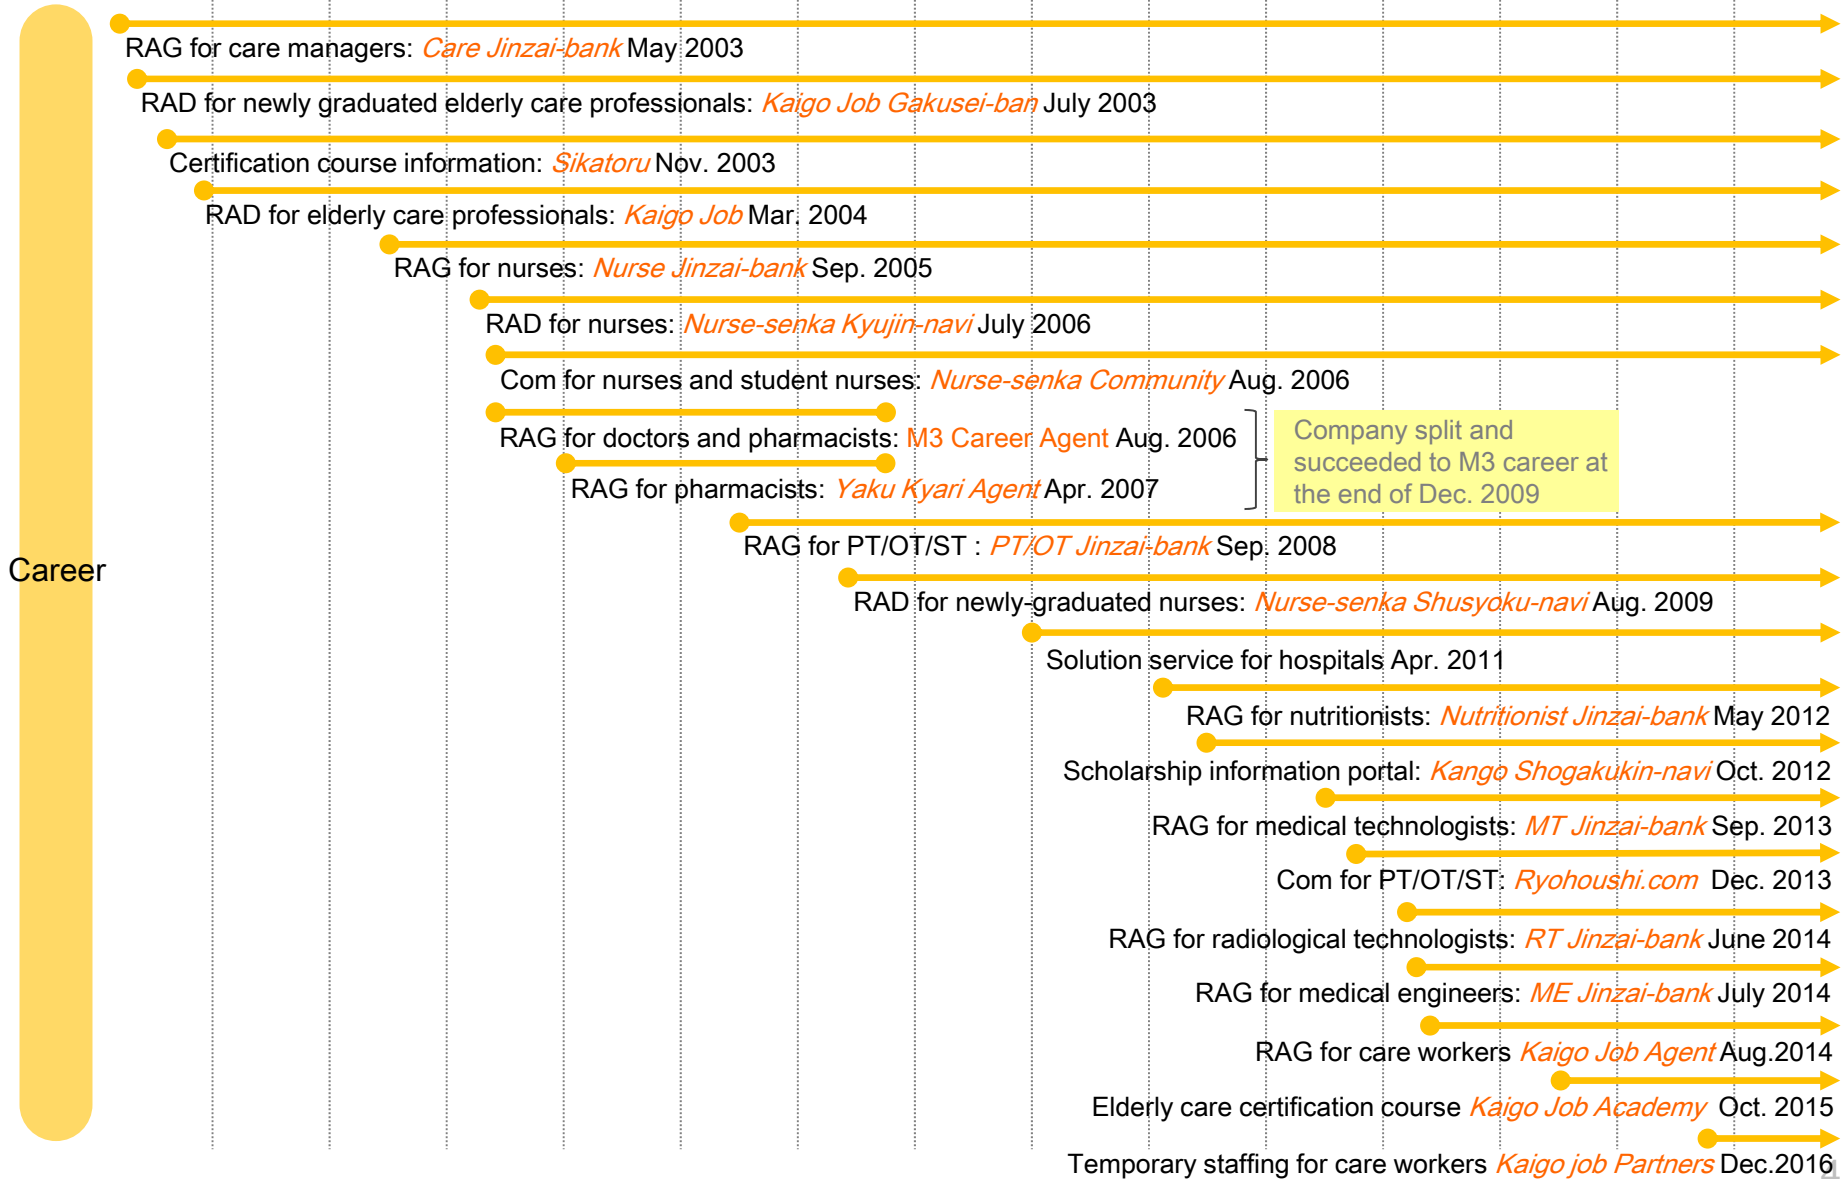 RAG for care managers: Care Jinzai-bank May 2003
RAD for newly graduated elderly care professionals: Kaigo Job Gakusei-ban July 2003
Certification course information: Sikatoru Nov. 2003
RAD for elderly care professionals: Kaigo Job Mar. 2004
RAG for nurses: Nurse Jinzai-bank Sep. 2005
RAD for nurses: Nurse-senka Kyujin-navi July 2006
Com for nurses and student nurses: Nurse-senka Community Aug. 2006
RAG for doctors and pharmacists: M3 Career Agent Aug. 2006
RAG for pharmacists: Yaku Kyari Agent Apr. 2007
Company split and
succeeded to M3 career at
the end of Dec. 2009
RAG for PT/OT/ST : PT/OT Jinzai-bank Sep. 2008
Career
RAD for newly-graduated nurses: Nurse-senka Shusyoku-navi Aug. 2009
Solution service for hospitals Apr. 2011
RAG for nutritionists: Nutritionist Jinzai-bank May 2012
Scholarship information portal: Kango Shogakukin-navi Oct. 2012
RAG for medical technologists: MT Jinzai-bank Sep. 2013
Com for PT/OT/ST: Ryohoushi.com Dec. 2013
RAG for radiological technologists: RT Jinzai-bank June 2014
RAG for medical engineers: ME Jinzai-bank July 2014
RAG for care workers Kaigo Job Agent Aug.2014
Elderly care certification course Kaigo Job Academy Oct. 2015
Temporary staffing for care workers Kaigo job Partners Dec.2016